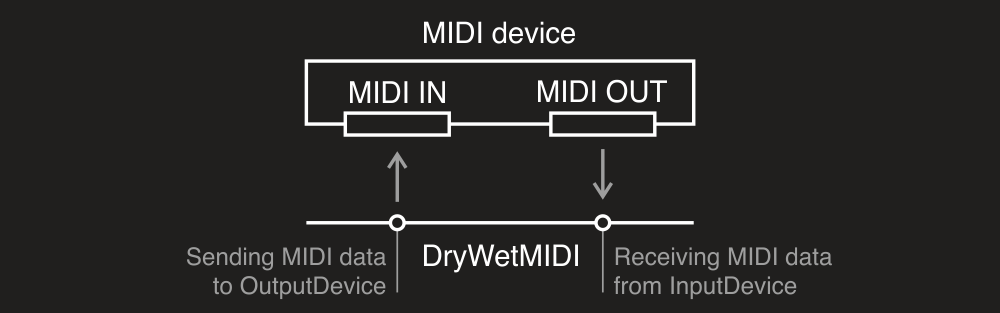 MIDI device
MIDI IN
MIDI OUT
Sending MIDI data
to OutputDevice
DryWetMIDI
Receiving MIDI data
from InputDevice